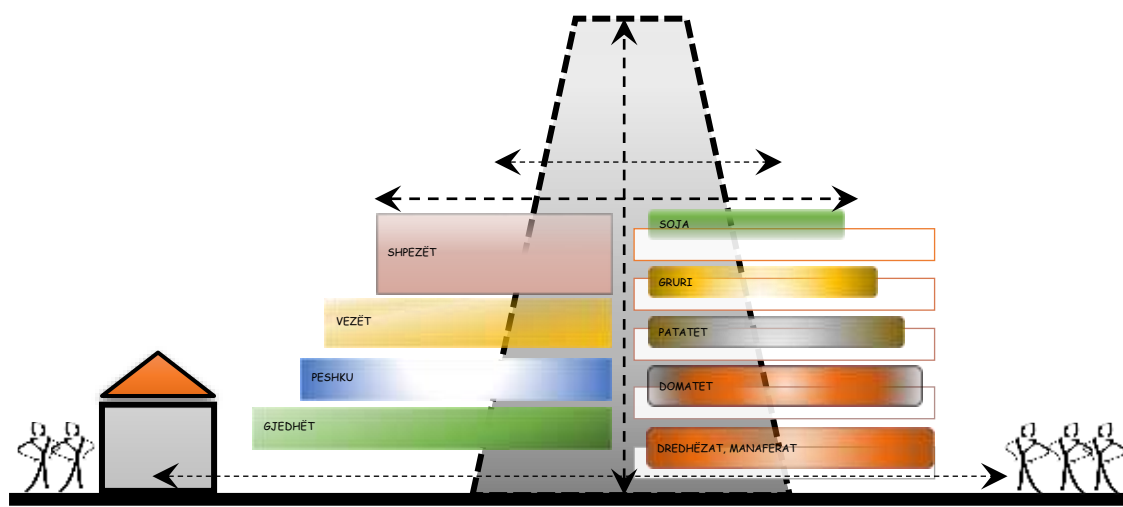 SHPEZËT
VEZËT
PESHKU
GJEDHËT
SOJA
GRURI
PATATET
DOMATET
DREDHËZAT, MANAFERAT